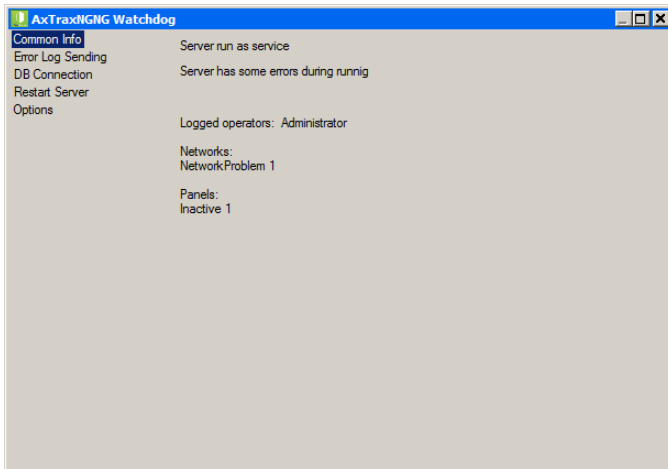 AxTraxNGNG Watchdog
Common Info
Error Log Sending
DB Connection
Restart Server
Options
Server run as service
Server has some errors during runnig
Logged operators: Administrator
Networks:
NetworkProblem 1
Panels:
Inactive 1